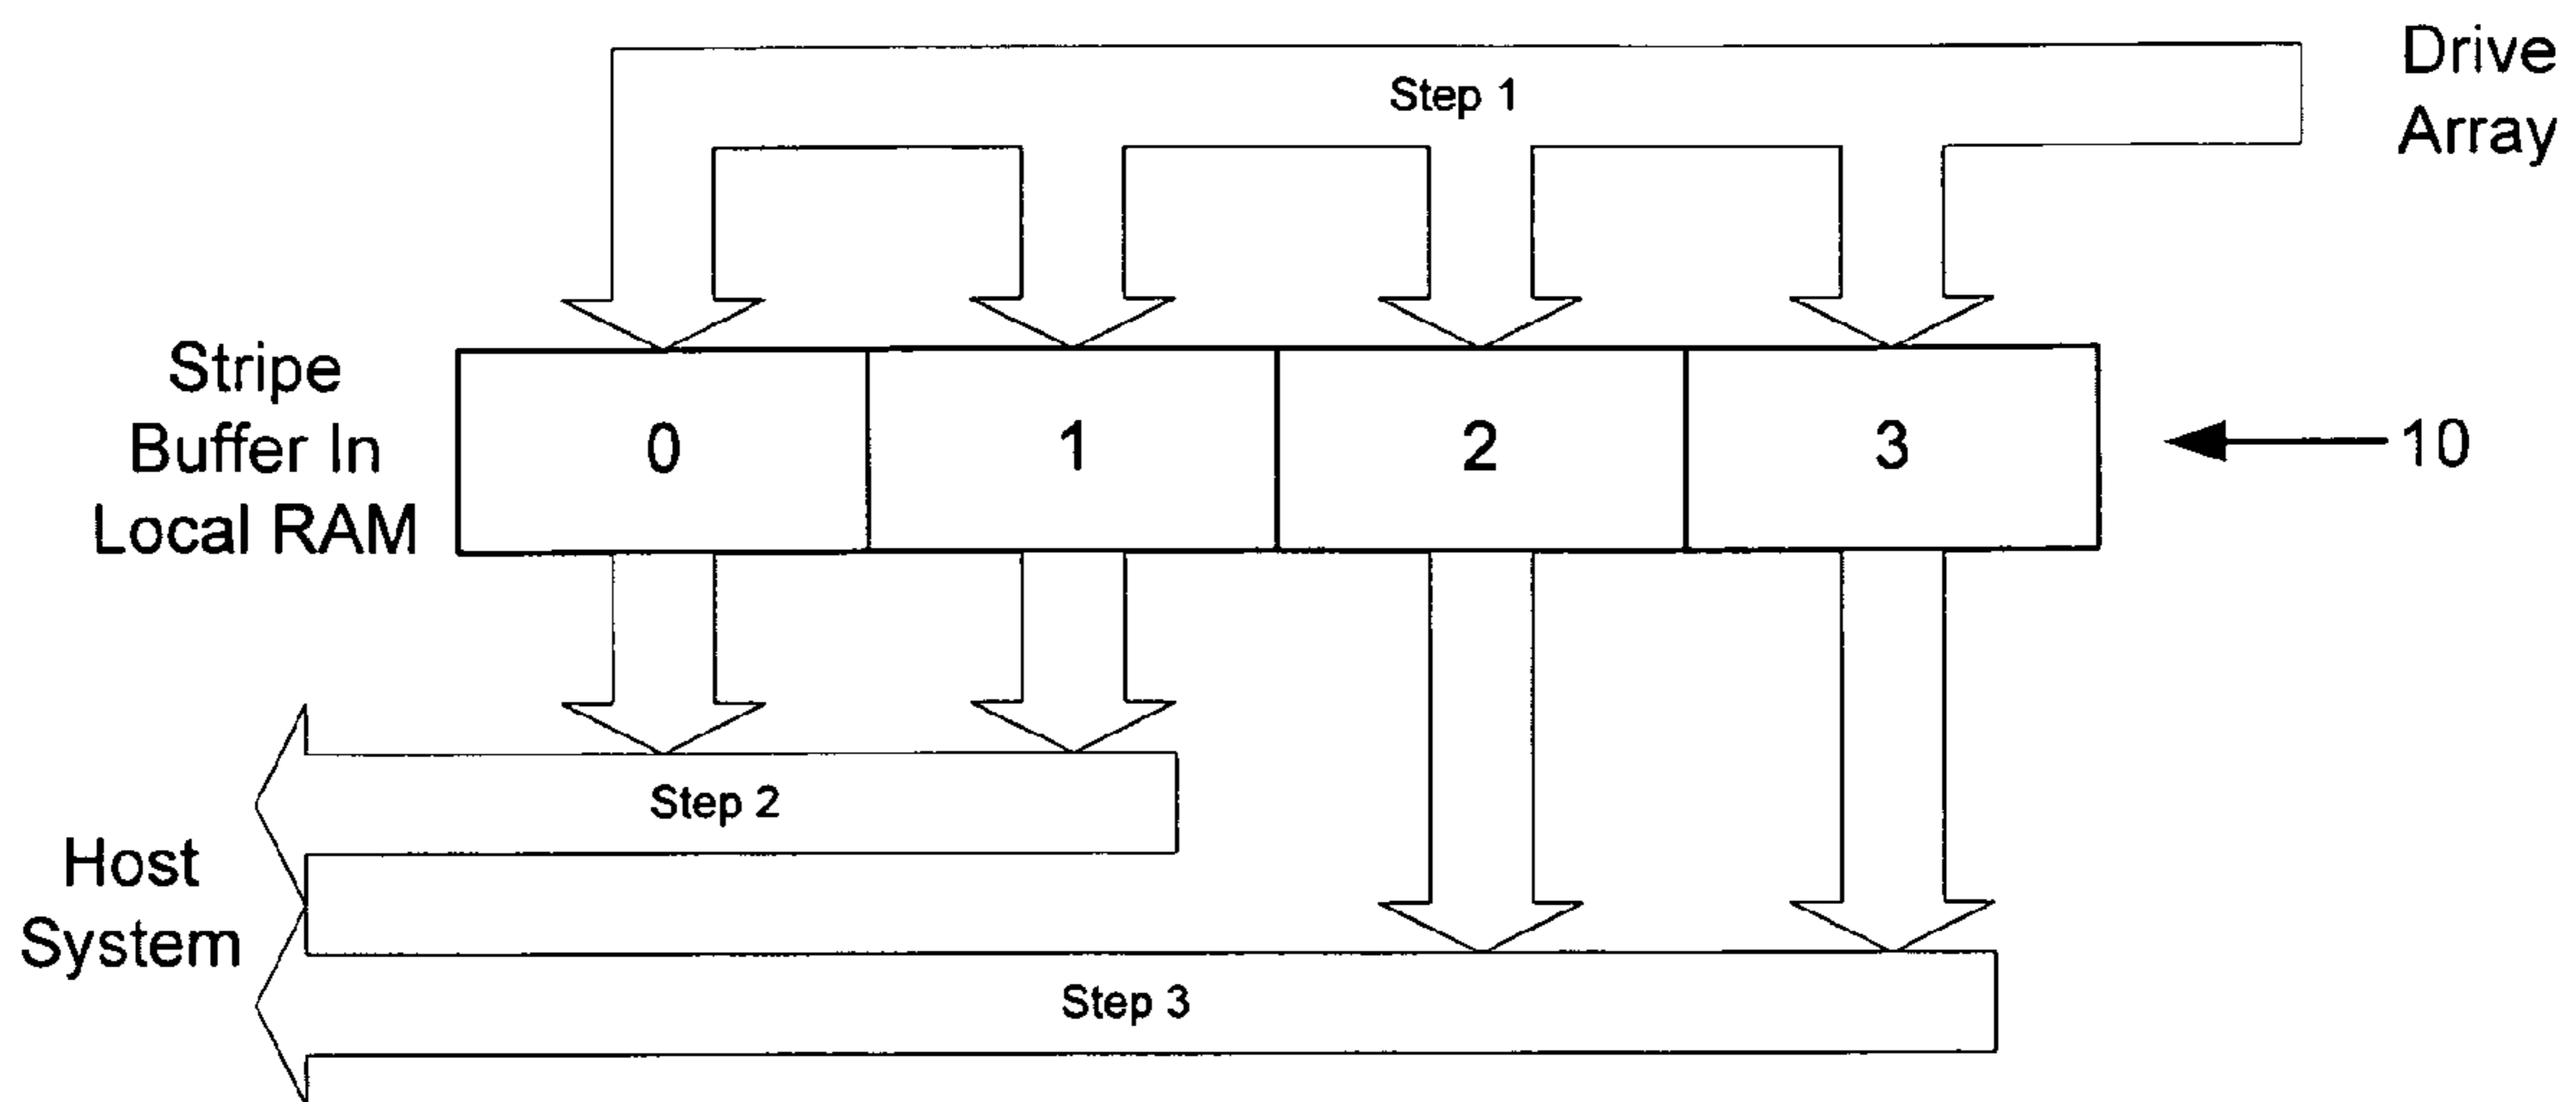 Drive
Array
Step 1
Stripe
Buffer In
Local RAM
0
1
2
3
10
Step 2
Host
System
Step 3